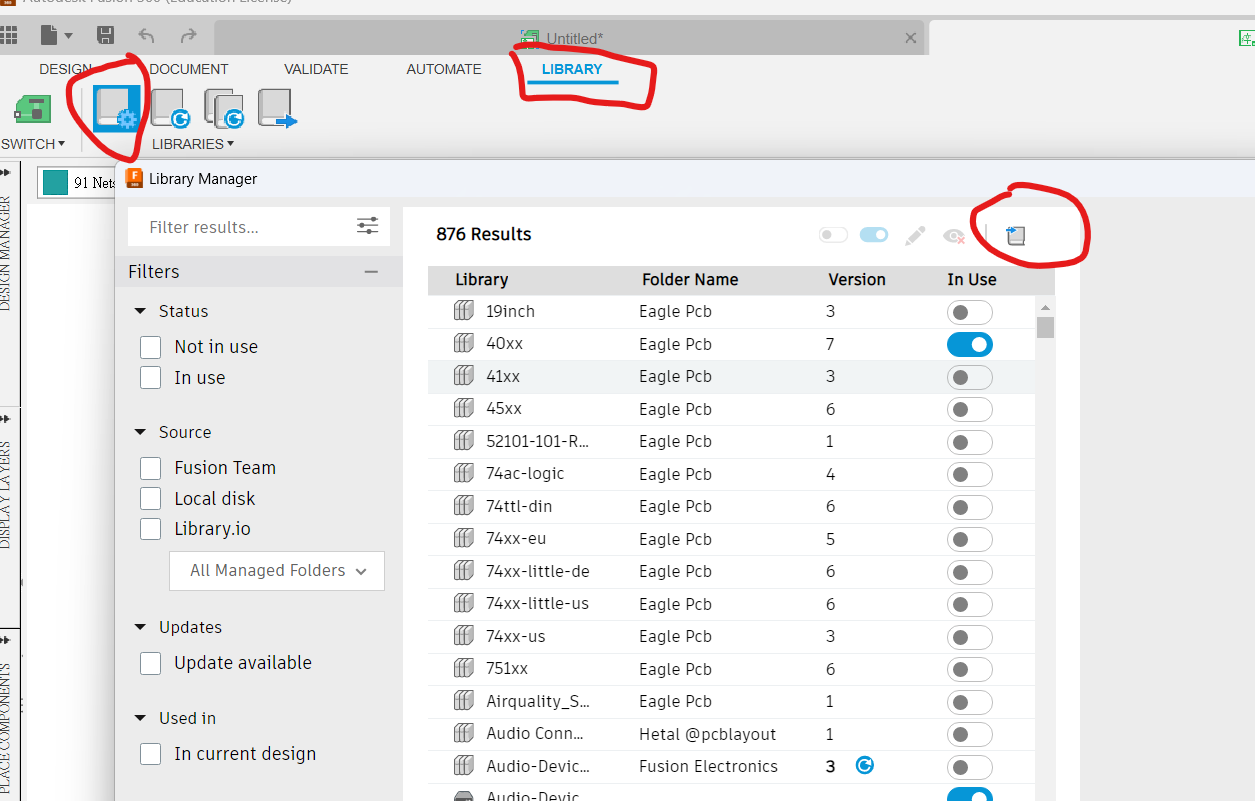 Autodesk Fusion 360 (Education License)
Untitled*
DESIGN DOCUMENT VALIDATE AUTOMATE LIBRARY
SWITCH LIBRARIES
91 Nets
DESIGN MANAGER
DISPLAY LAYERS
PLACE COMPONENTS
Library Manager
Filter results...
876 Results
Filters
Status
Not in use
In use
Source
Fusion Team
Local disk
Library.io
All Managed Folders
Updates
Update available
Used in
In current design
Library Folder Name Version In Use
19inch Eagle Pcb 3
40xx Eagle Pcb 7
41xx Eagle Pcb 3
45xx Eagle Pcb 6
52101-101-R... Eagle Pcb 1
74ac-logic Eagle Pcb 4
74ttl-din Eagle Pcb 6
74xx-eu Eagle Pcb 5
74xx-little-de Eagle Pcb 6
74xx-little-us Eagle Pcb 6
74xx-us Eagle Pcb 3
751xx Eagle Pcb 6
Airquality_S... Eagle Pcb 1
Audio Conn... Hetal @pcblayout 1
Audio-Devic... Fusion Electronics 3
Audio-Devic